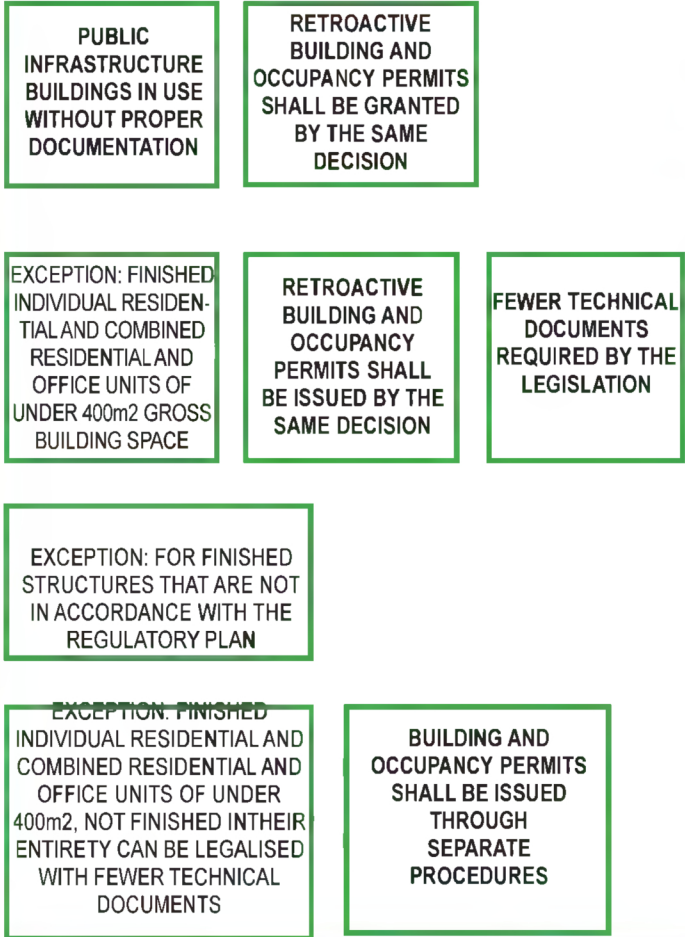 PUBLIC
INFRASTRUCTURE
BUILDINGS IN USE
WITHOUT PROPER
DOCUMENTATION
RETROACTIVE
BUILDING AND
OCCUPANCY PERMITS
SHALL BE GRANTED
BY THE SAME
DECISION
EXCEPTION: FINISHED
INDIVIDUAL RESIDEN-
TIAL AND COMBINED
RESIDENTIAL AND
OFFICE UNITS OF
UNDER 400m2 GROSS
BUILDING SPACE
RETROACTIVE
BUILDING AND
OCCUPANCY
PERMITS SHALL
BE ISSUED BY THE
SAME DECISION
FEWER TECHNICAL
DOCUMENTS
REQUIRED BY THE
LEGISLATION
EXCEPTION: FOR FINISHED
STRUCTURES THAT ARE NOT
IN ACCORDANCE WITH THE
REGULATORY PLAN
EXCEPTION: FINISHED
INDIVIDUAL RESIDENTIAL AND
COMBINED RESIDENTIAL AND
OFFICE UNITS OF UNDER
400m2, NOT FINISHED INTHEIR
ENTIRETY CAN BE LEGALISED
WITH FEWER TECHNICAL
DOCUMENTS
BUILDING AND
OCCUPANCY PERMITS
SHALL BE ISSUED
THROUGH
SEPARATE
PROCEDURES